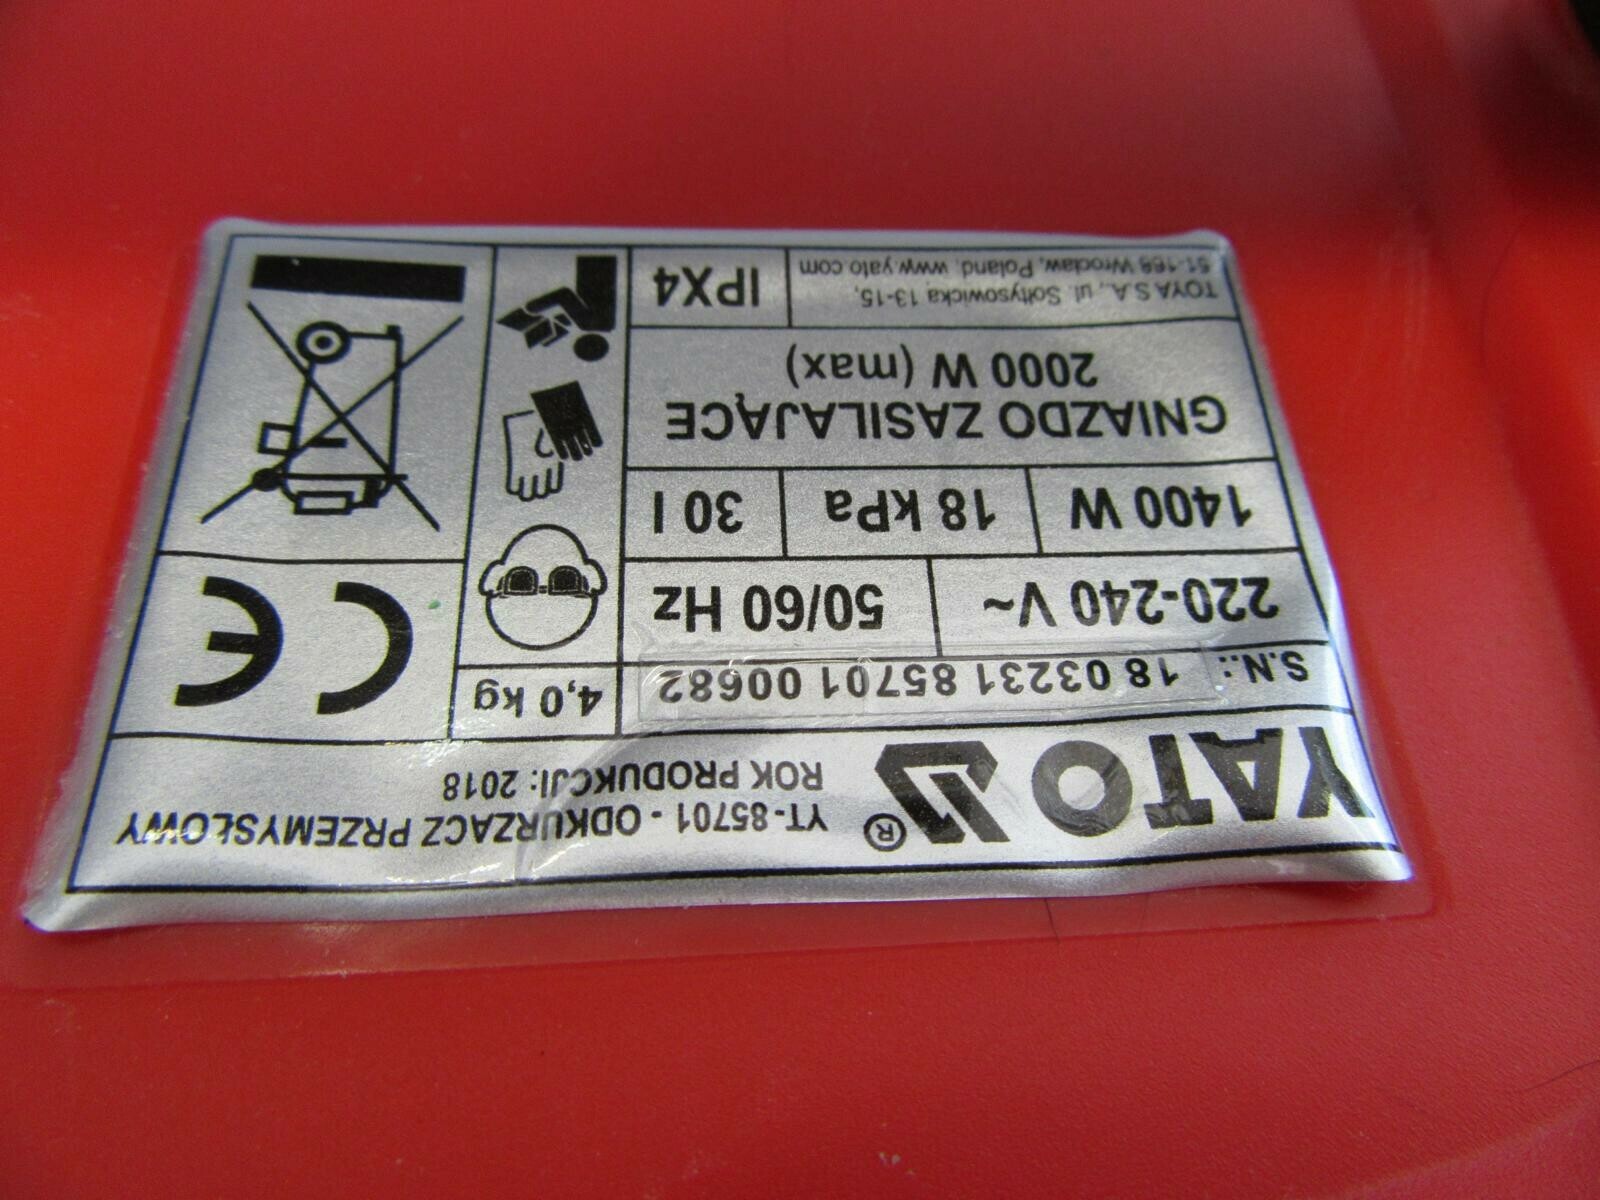 YATO ®
YT-85701 - ODKURZACZ PRZEMYSŁOWY
ROK PRODUKCJI: 2018
S.N.: 18 03231 85701 00682
4,0 kg
CE
220-240 V~ 50/60 Hz
1400 W 18 kPa 30 l
GNIAZDO ZASILAJĄCE
2000 W (max)
TOYA S.A., ul. Sołtysowicka 13-15,
51-168 Wrocław, Poland; www.yato.com
IPX4